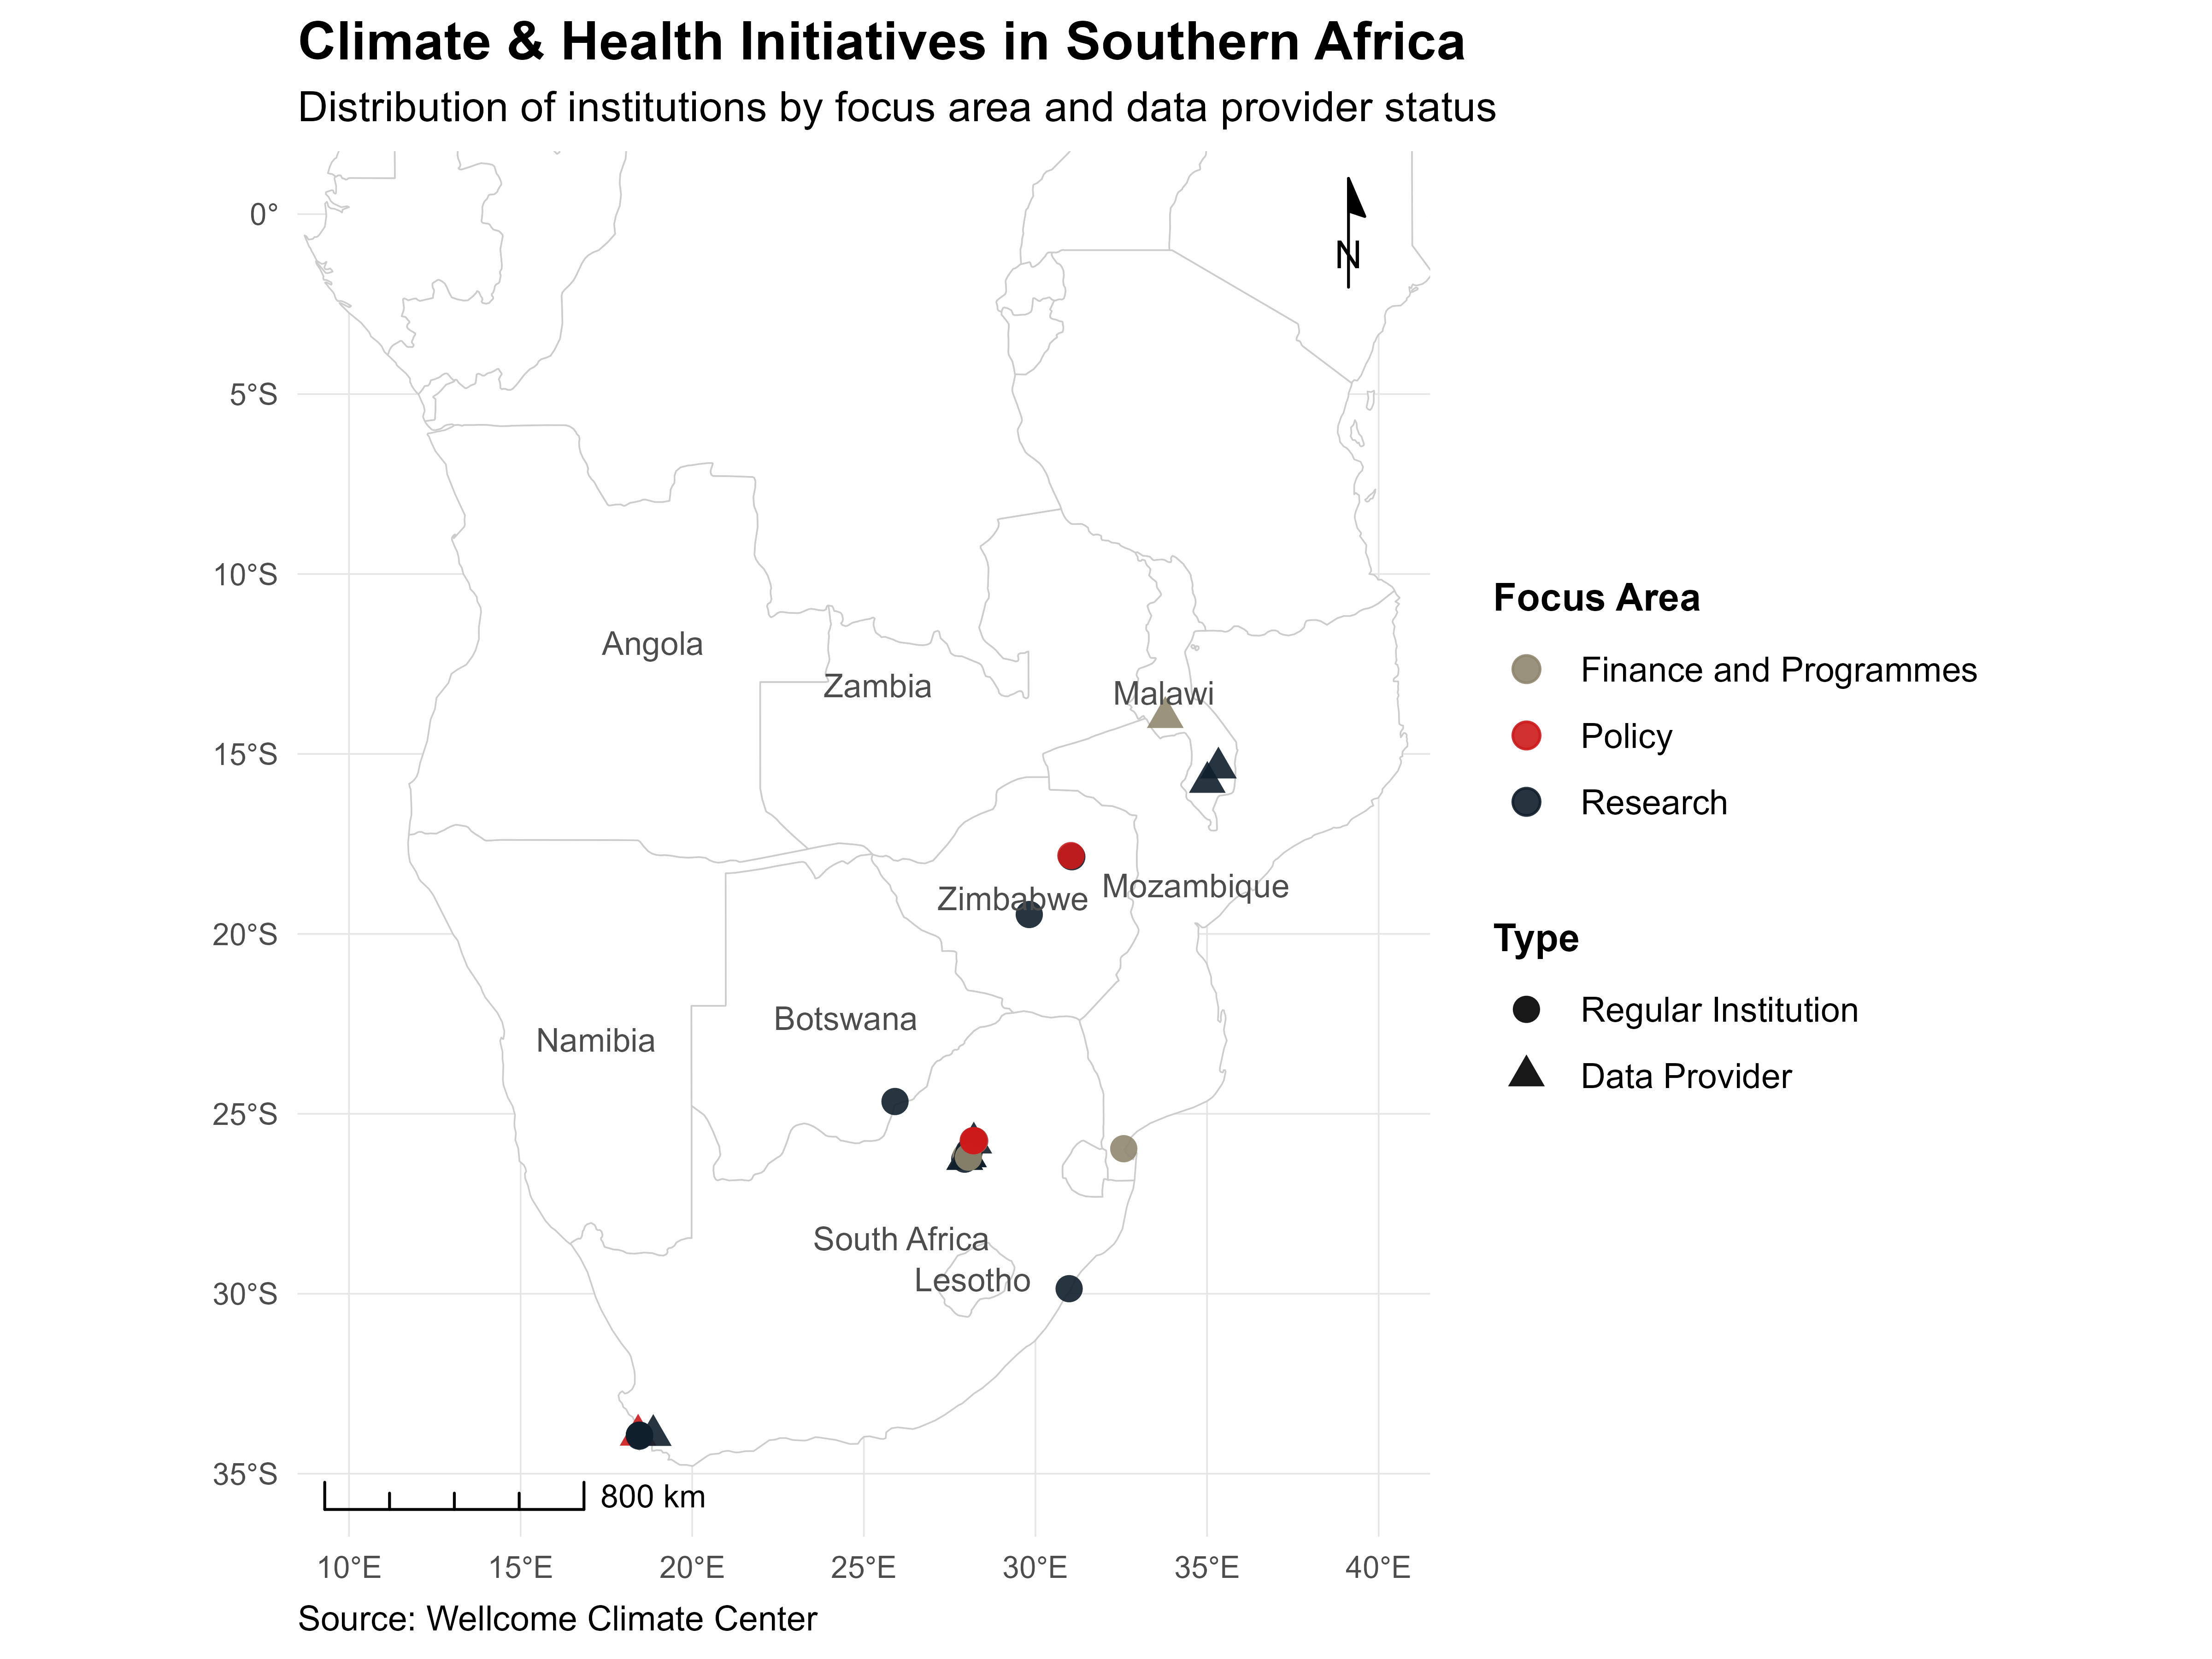 Climate & Health Initiatives in Southern Africa
Distribution of institutions by focus area and data provider status
0°
5°S
10°S
15°S
20°S
25°S
30°S
35°S
N
Angola
Zambia
Malawi
Zimbabwe
Mozambique
Botswana
Namibia
South Africa
Lesotho
800 km
10°E
15°E
20°E
25°E
30°E
35°E
40°E
Focus Area
Finance and Programmes
Policy
Research
Type
Regular Institution
Data Provider
Source: Wellcome Climate Center